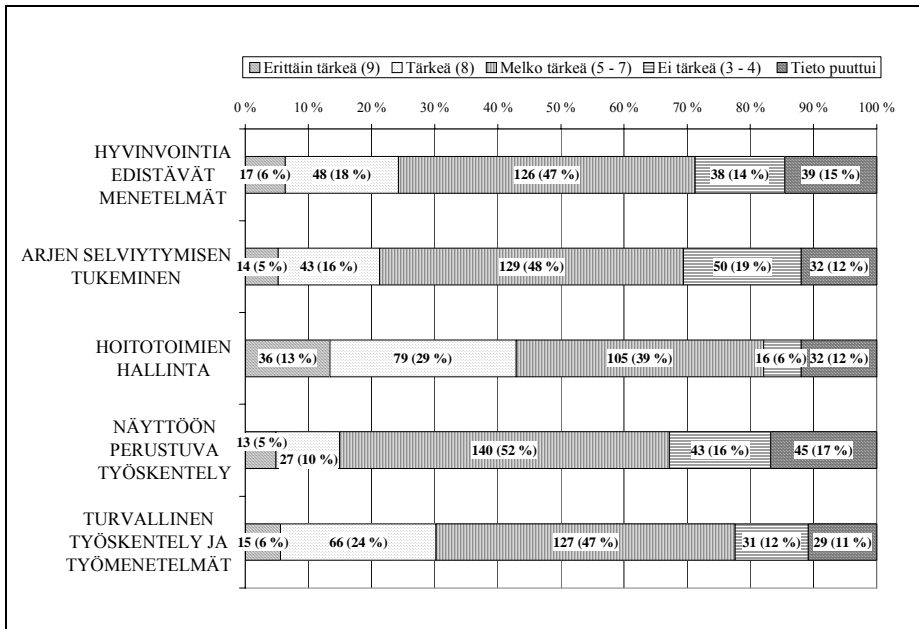 Erittäin tärkeä (9) Tärkeä (8) Melko tärkeä (5 - 7) Ei tärkeä (3 - 4) Tieto puuttui
0 % 10 % 20 % 30 % 40 % 50 % 60 % 70 % 80 % 90 % 100 %
HYVINVOINTIA
EDISTÄVÄT
MENETELMÄT
17 (6 %) 48 (18 %) 126 (47 %) 38 (14 %) 39 (15 %)
ARJEN SELVIYTYMISEN
TUKEMINEN
14 (5 %) 43 (16 %) 129 (48 %) 50 (19 %) 32 (12 %)
HOITOTOIMIEN
HALLINTA
36 (13 %) 79 (29 %) 105 (39 %) 16 (6 %) 32 (12 %)
NÄYTTÖÖN
PERUSTUVA
TYÖSKENTELY
13 (5 %) 27 (10 %) 140 (52 %) 43 (16 %) 45 (17 %)
TURVALLINEN
TYÖSKENTELY JA
TYÖMENETELMÄT
15 (6 %) 66 (24 %) 127 (47 %) 31 (12 %) 29 (11 %)